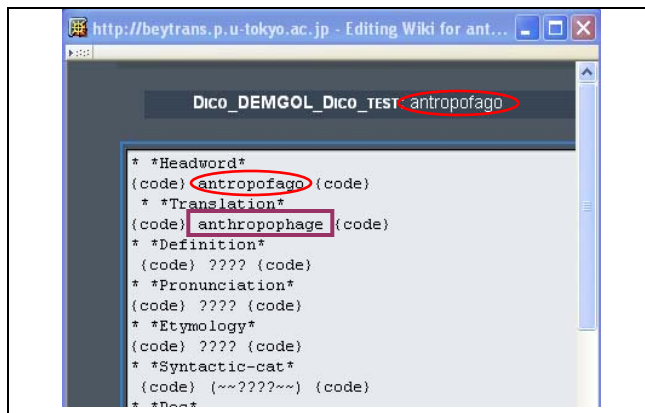 http://beytrans.p.u-tokyo.ac.jp - Editing Wiki for ant...
DICO_DEMGOL_DICO_TEST: antropofago
* *Headword*
{code} antropofago {code}
* *Translation*
{code} anthropophage {code}
* *Definition*
{code} ???? {code}
* *Pronunciation*
{code} ???? {code}
* *Etymology*
{code} ???? {code}
* *Syntactic-cat*
{code} (~~????~~) {code}